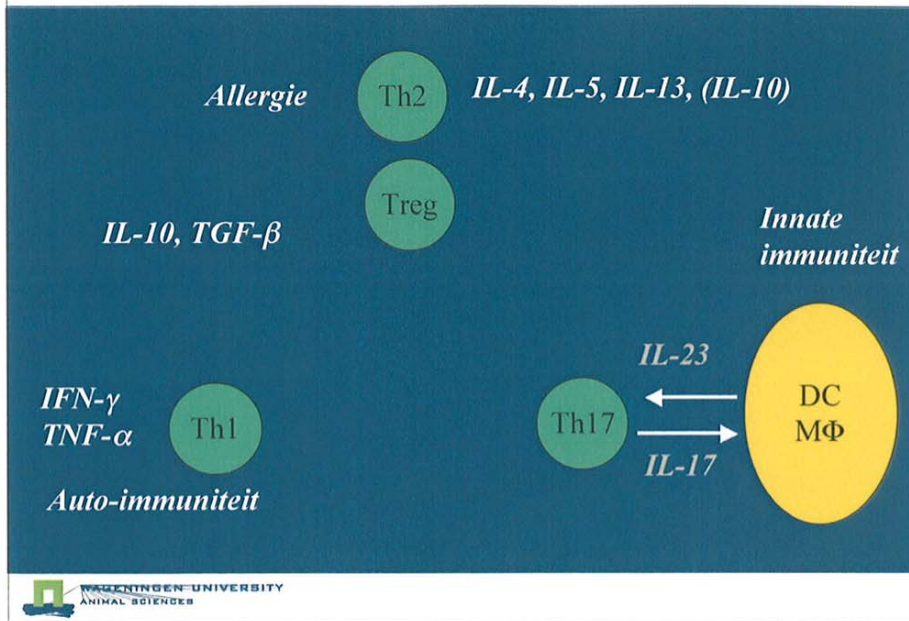 Allergie
Th2
IL-4, IL-5, IL-13, (IL-10)
Treg
IL-10, TGF-β
Innate
immuniteit
IL-23
DC
MΦ
IFN-γ
TNF-α
Th1
Th17
IL-17
Auto-immuniteit
WAGENINGEN UNIVERSITY
ANIMAL SCIENCES